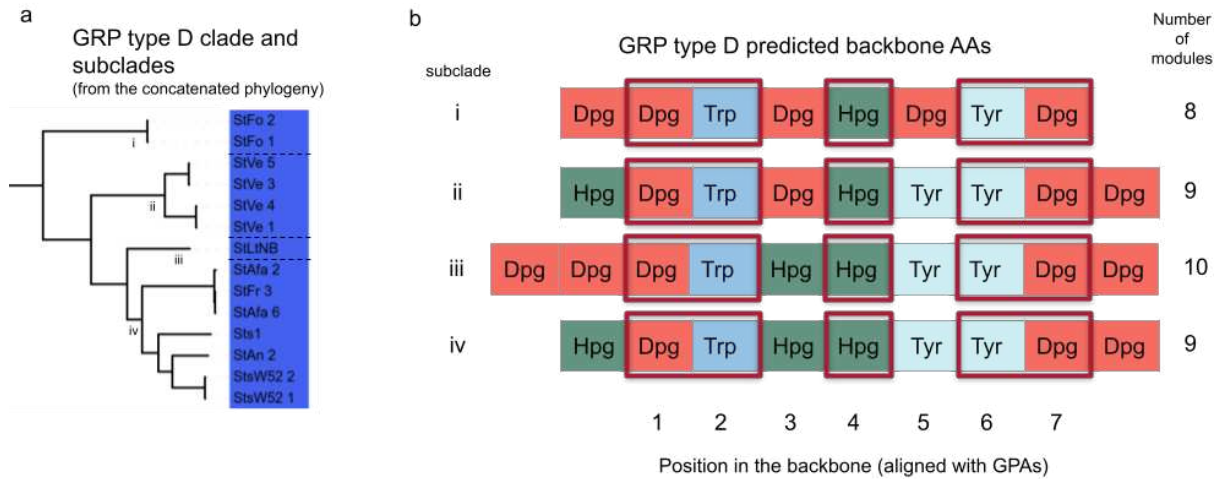 a
GRP type D clade and
subclades
(from the concatenated phylogeny)
StFo 2
StFo 1
i
StVe 5
StVe 3
ii
StVe 4
StVe 1
StLtNB
iii
StAfa 2
StFr 3
StAfa 6
iv
Sts1
StAn 2
StsW52 2
StsW52 1
b
GRP type D predicted backbone AAs
Number
of
modules
subclade
i Dpg Dpg Trp Dpg Hpg Dpg Tyr Dpg 8
ii Hpg Dpg Trp Dpg Hpg Tyr Tyr Dpg Dpg 9
iii Dpg Dpg Dpg Trp Hpg Hpg Tyr Tyr Dpg Dpg 10
iv Hpg Dpg Trp Hpg Hpg Tyr Tyr Dpg Dpg 9
1 2 3 4 5 6 7
Position in the backbone (aligned with GPAs)